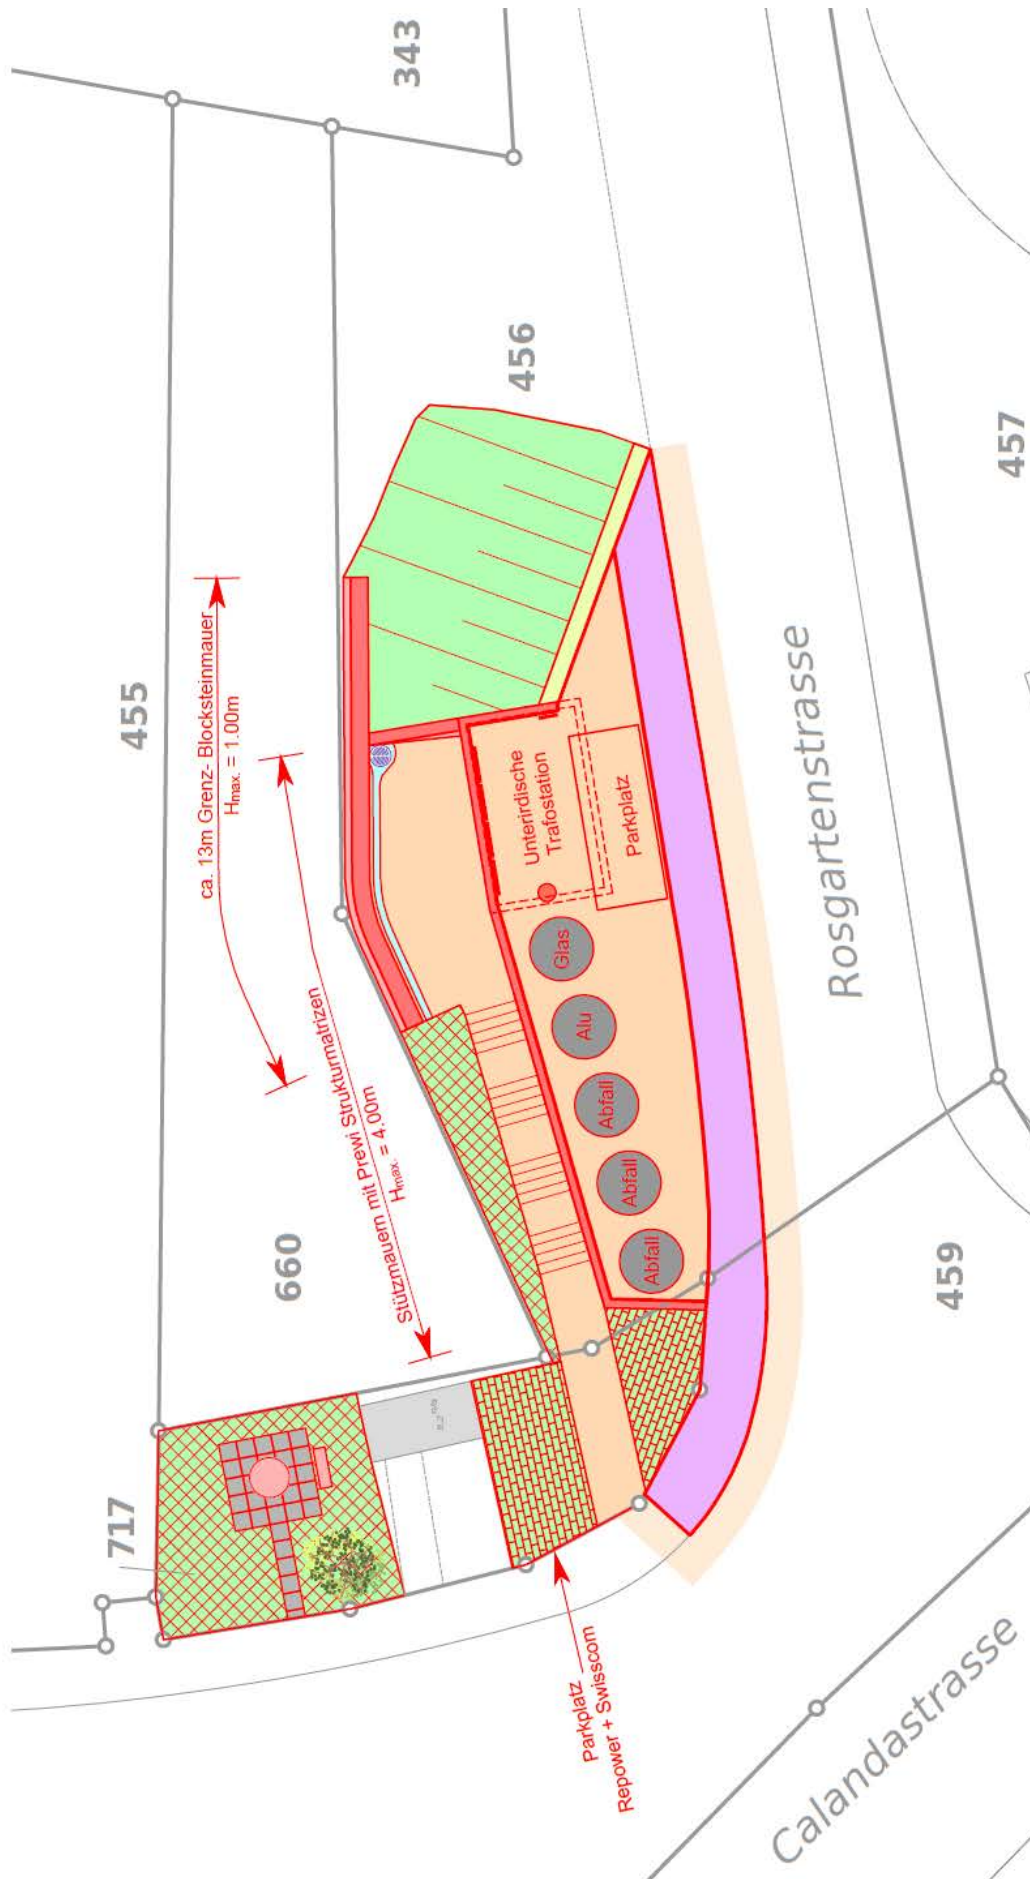 343
456
457
455
ca. 13m Grenz- Blocksteinmauer
Hmax. = 1.00m
Stützmauern mit Prewi Strukturmatrizen
Hmax. = 4.00m
Unterirdische
Trafostation
Parkplatz
Rosgartenstrasse
Glas
Alu
Abfall
Abfall
Abfall
660
459
717
Parkplatz
Repower + Swisscom
Calandastrasse